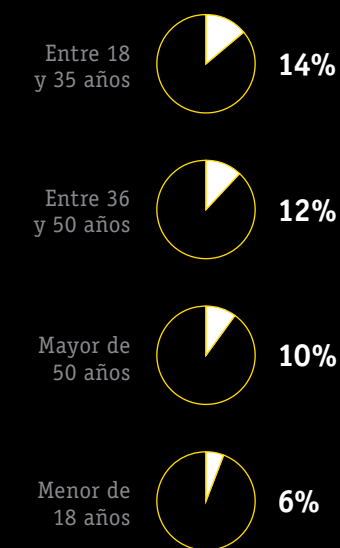 Entre 18
y 35 años
14%
Entre 36
y 50 años
12%
Mayor de
50 años
10%
Menor de
18 años
6%